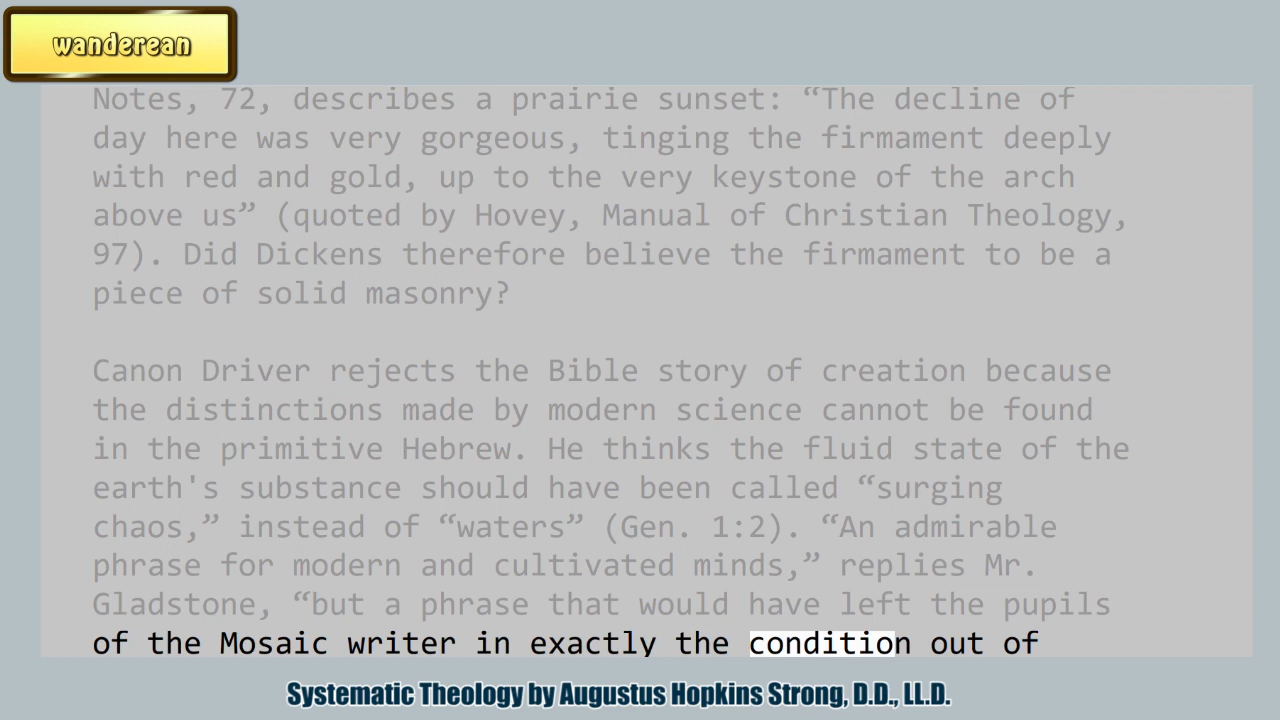 wanderean
Notes, 72, describes a prairie sunset: “The decline of
day here was very gorgeous, tinging the firmament deeply
with red and gold, up to the very keystone of the arch
above us” (quoted by Hovey, Manual of Christian Theology,
97). Did Dickens therefore believe the firmament to be a
piece of solid masonry?
Canon Driver rejects the Bible story of creation because
the distinctions made by modern science cannot be found
in the primitive Hebrew. He thinks the fluid state of the
earth's substance should have been called “surging
chaos,” instead of “waters” (Gen. 1:2). “An admirable
phrase for modern and cultivated minds,” replies Mr.
Gladstone, “but a phrase that would have left the pupils
of the Mosaic writer in exactly the condition out of
Systematic Theology by Augustus Hopkins Strong, D.D., LL.D.